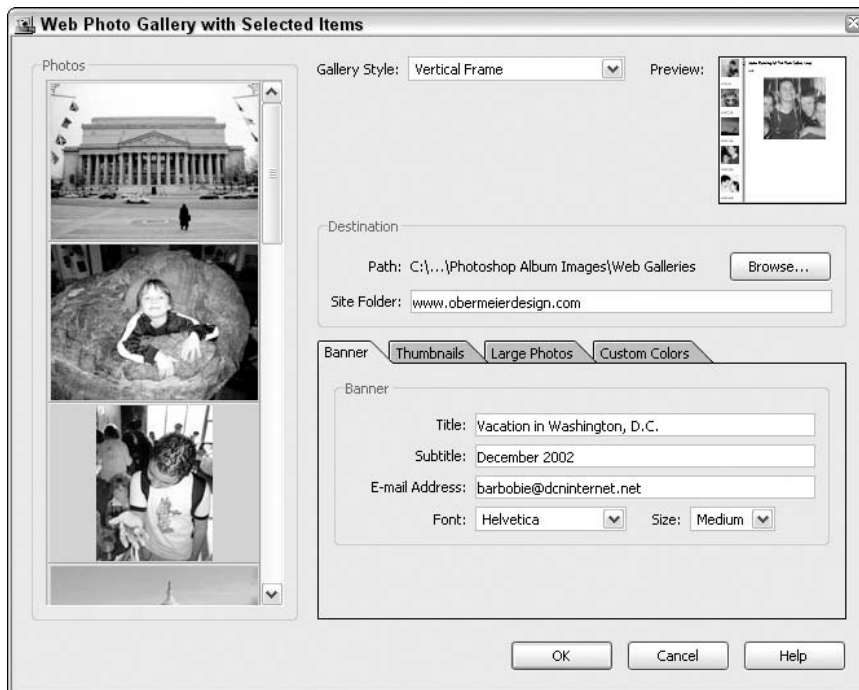 Web Photo Gallery with Selected Items
Photos
Gallery Style: Vertical Frame
Preview:
Destination
Path: C:\...\Photoshop Album Images\Web Galleries
Browse...
Site Folder: www.obermeierdesign.com
Banner Thumbnails Large Photos Custom Colors
Banner
Title: Vacation in Washington, D.C.
Subtitle: December 2002
E-mail Address: barbobie@dcninternet.net
Font: Helvetica Size: Medium
OK Cancel Help